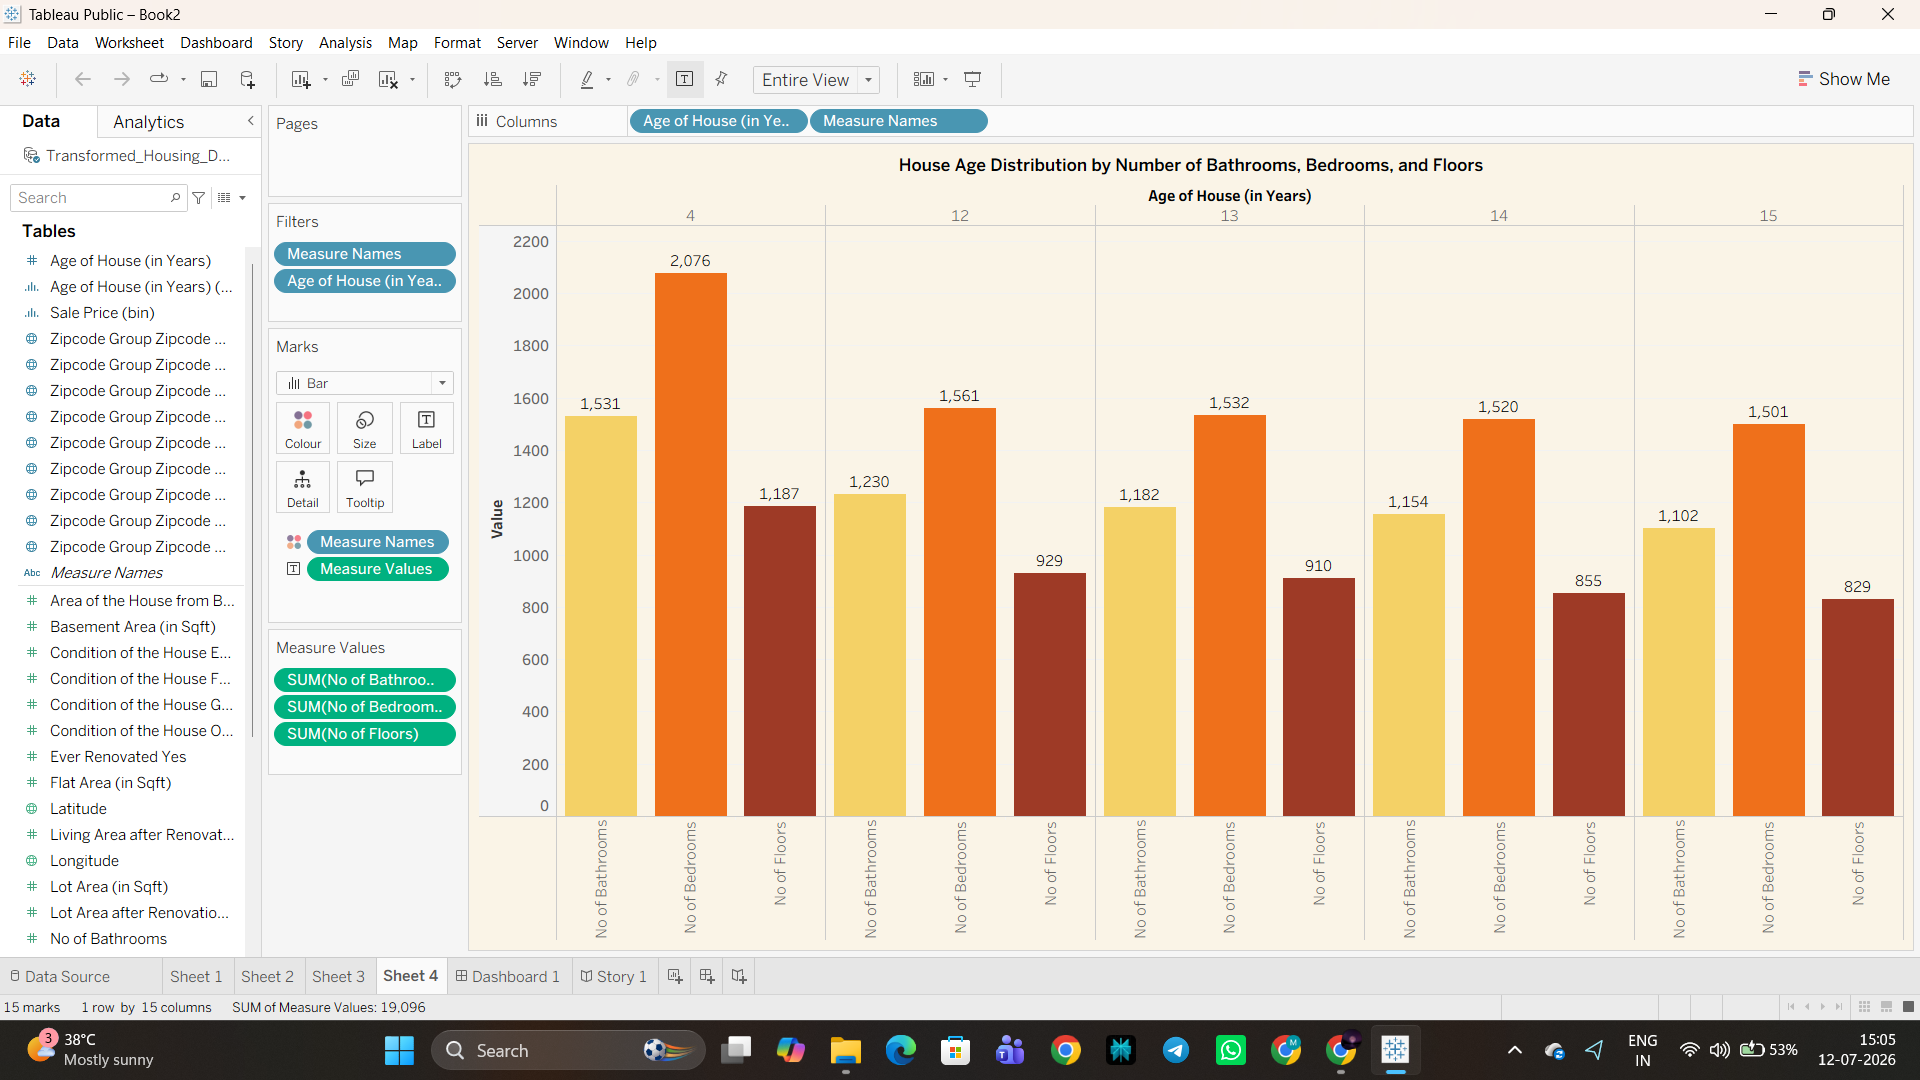 Tableau Public – Book2
File Data Worksheet Dashboard Story Analysis Map Format Server Window Help
Entire View
Show Me
Data Analytics
Transformed_Housing_D...
Search
Tables
Age of House (in Years)
Age of House (in Years) (...
Sale Price (bin)
Zipcode Group Zipcode ...
Zipcode Group Zipcode ...
Zipcode Group Zipcode ...
Zipcode Group Zipcode ...
Zipcode Group Zipcode ...
Zipcode Group Zipcode ...
Zipcode Group Zipcode ...
Zipcode Group Zipcode ...
Zipcode Group Zipcode ...
Abc Measure Names
Area of the House from B...
Basement Area (in Sqft)
Condition of the House E...
Condition of the House F...
Condition of the House G...
Condition of the House O...
Ever Renovated Yes
Flat Area (in Sqft)
Latitude
Living Area after Renovat...
Longitude
Lot Area (in Sqft)
Lot Area after Renovatio...
No of Bathrooms
Pages
Filters
Measure Names
Age of House (in Yea..
Marks
Bar
Colour Size Label
Detail Tooltip
Measure Names
Measure Values
Measure Values
SUM(No of Bathroo..
SUM(No of Bedroom..
SUM(No of Floors)
Columns
Age of House (in Ye.. Measure Names
House Age Distribution by Number of Bathrooms, Bedrooms, and Floors
Age of House (in Years)
4 12 13 14 15
Value
2200
2000
1800
1600
1400
1200
1000
800
600
400
200
0
1,531 2,076 1,187
1,230 1,561 929
1,182 1,532 910
1,154 1,520 855
1,102 1,501 829
No of Bathrooms No of Bedrooms No of Floors
No of Bathrooms No of Bedrooms No of Floors
No of Bathrooms No of Bedrooms No of Floors
No of Bathrooms No of Bedrooms No of Floors
No of Bathrooms No of Bedrooms No of Floors
Data Source Sheet 1 Sheet 2 Sheet 3 Sheet 4 Dashboard 1 Story 1
15 marks 1 row by 15 columns SUM of Measure Values: 19,096
3
38°C
Mostly sunny
Search
M
ENG
IN
53%
15:05
12-07-2026